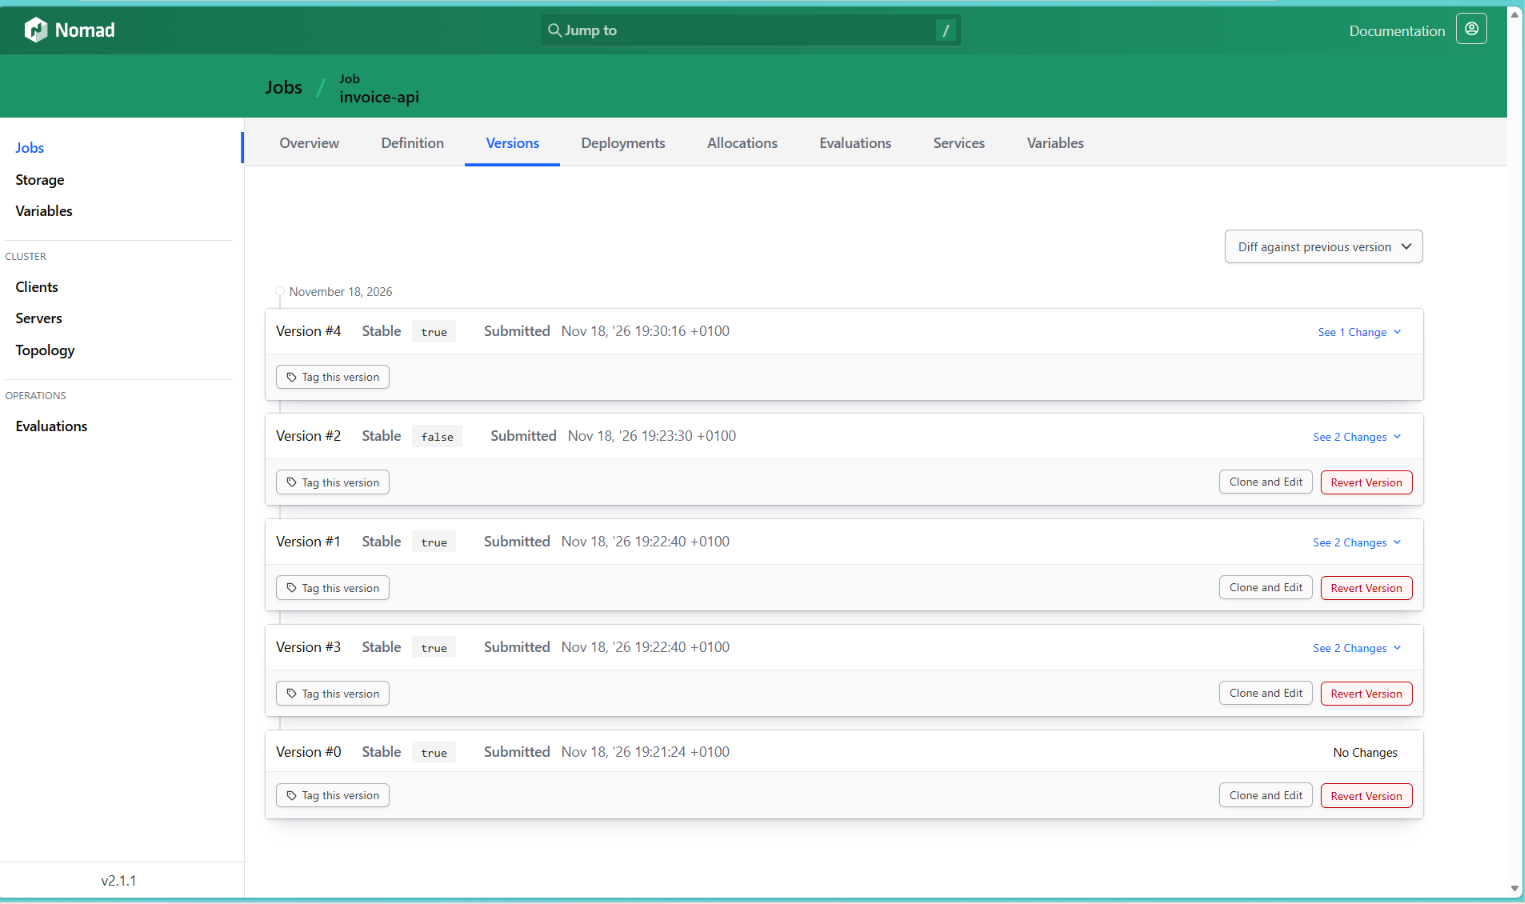 Nomad
Jump to
/
Documentation
Jobs / Job
invoice-api
Jobs
Storage
Variables
CLUSTER
Clients
Servers
Topology
OPERATIONS
Evaluations
v2.1.1
Overview Definition Versions Deployments Allocations Evaluations Services Variables
Diff against previous version
November 18, 2026
Version #4 Stable true Submitted Nov 18, '26 19:30:16 +0100 See 1 Change
Tag this version
Version #2 Stable false Submitted Nov 18, '26 19:23:30 +0100 See 2 Changes
Tag this version Clone and Edit Revert Version
Version #1 Stable true Submitted Nov 18, '26 19:22:40 +0100 See 2 Changes
Tag this version Clone and Edit Revert Version
Version #3 Stable true Submitted Nov 18, '26 19:22:40 +0100 See 2 Changes
Tag this version Clone and Edit Revert Version
Version #0 Stable true Submitted Nov 18, '26 19:21:24 +0100 No Changes
Tag this version Clone and Edit Revert Version